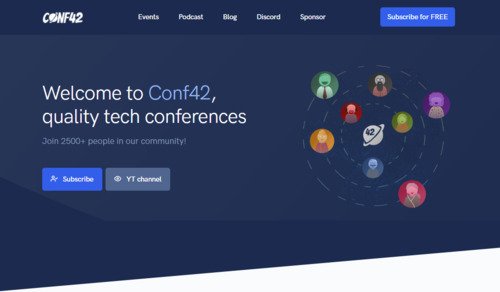 CONF42
Events
Podcast
Blog
Discord
Sponsor
Subscribe for FREE
Welcome to Conf42,
quality tech conferences
Join 2500+ people in our community!
Subscribe
YT channel
42